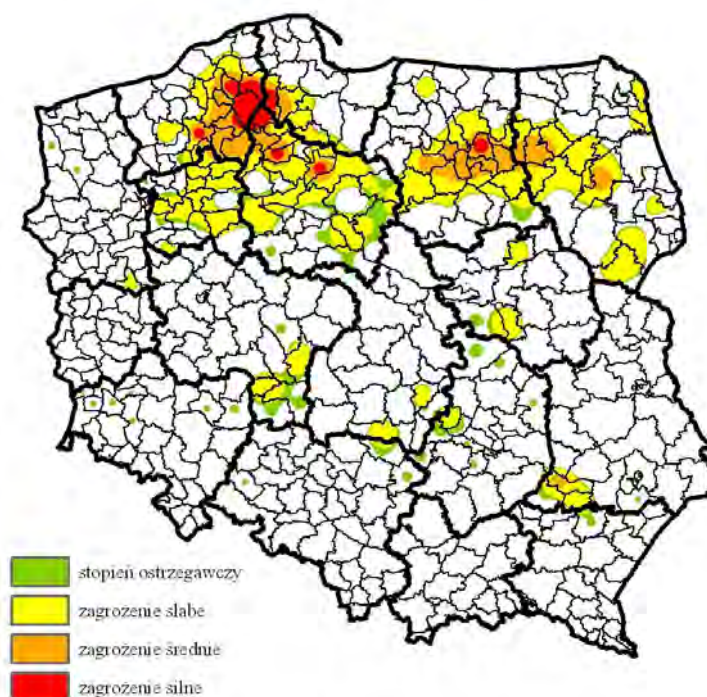 stopień ostrzegawczy
zagrożenie słabe
zagrożenie średnie
zagrożenie silne